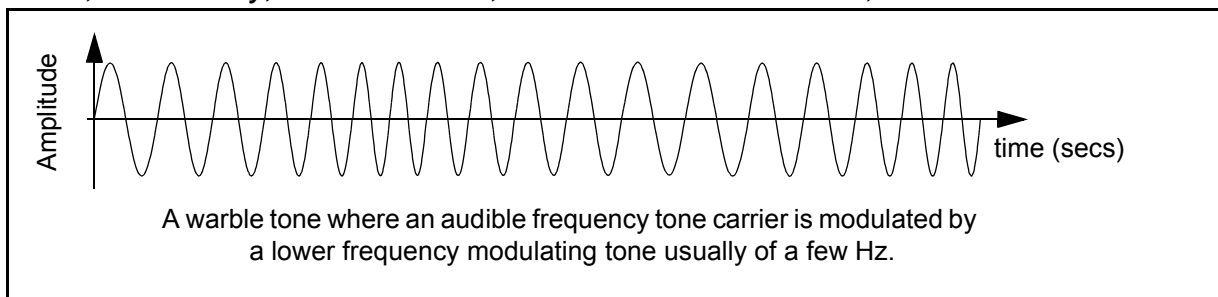 Amplitude
time (secs)
A warble tone where an audible frequency tone carrier is modulated by
a lower frequency modulating tone usually of a few Hz.